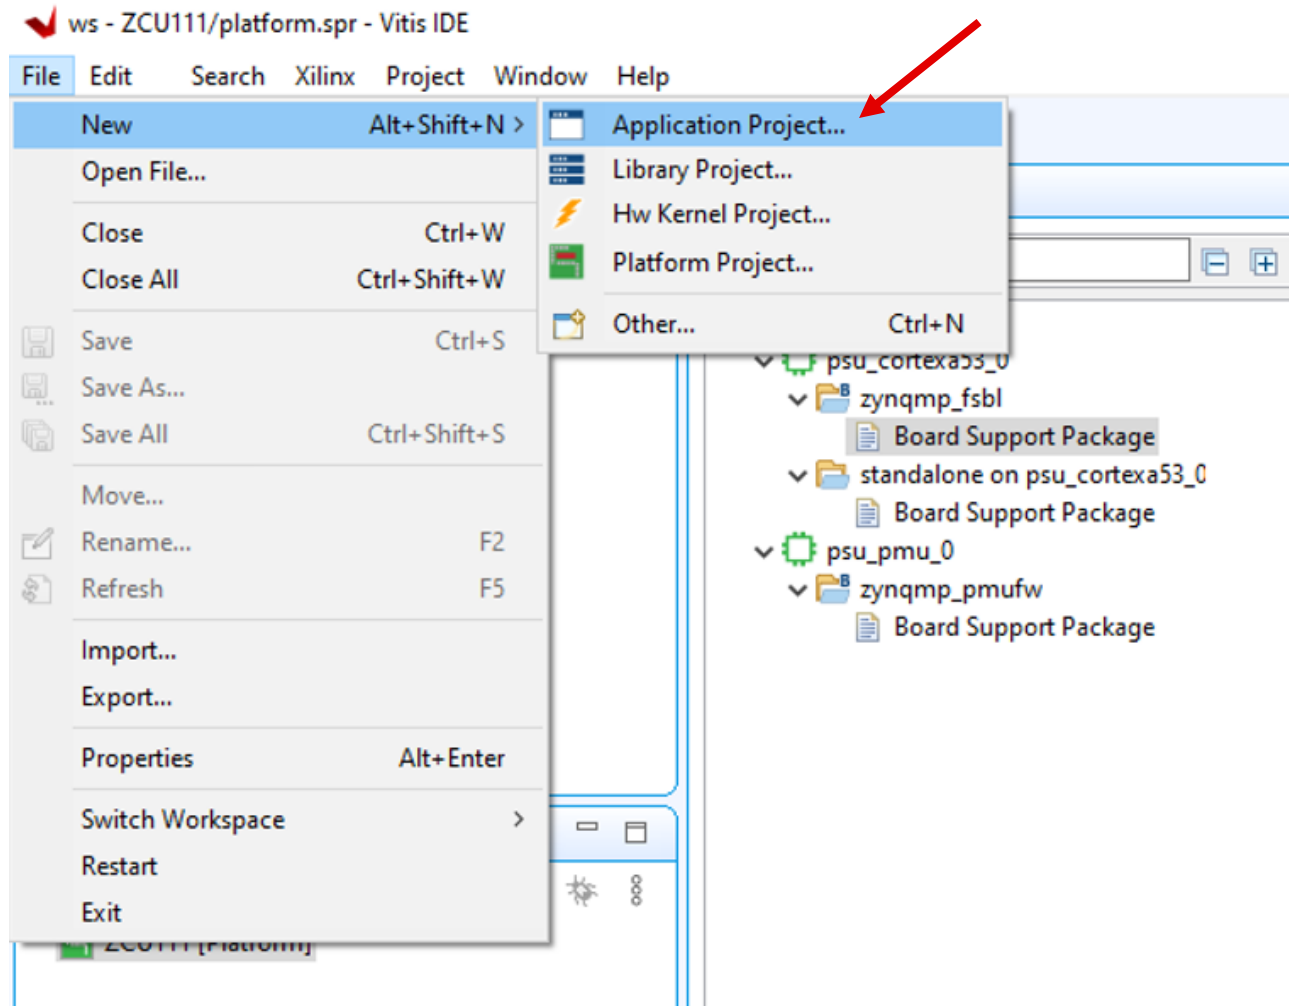 ws - ZCU111/platform.spr - Vitis IDE
File Edit Search Xilinx Project Window Help
New Alt+Shift+N >
Open File...
Close Ctrl+W
Close All Ctrl+Shift+W
Save Ctrl+S
Save As...
Save All Ctrl+Shift+S
Move...
Rename... F2
Refresh F5
Import...
Export...
Properties Alt+Enter
Switch Workspace >
Restart
Exit
Application Project...
Library Project...
Hw Kernel Project...
Platform Project...
Other... Ctrl+N
psu_cortexa53_0
zynqmp_fsbl
Board Support Package
standalone on psu_cortexa53_0
Board Support Package
psu_pmu_0
zynqmp_pmufw
Board Support Package
ZCU111 [Platform]